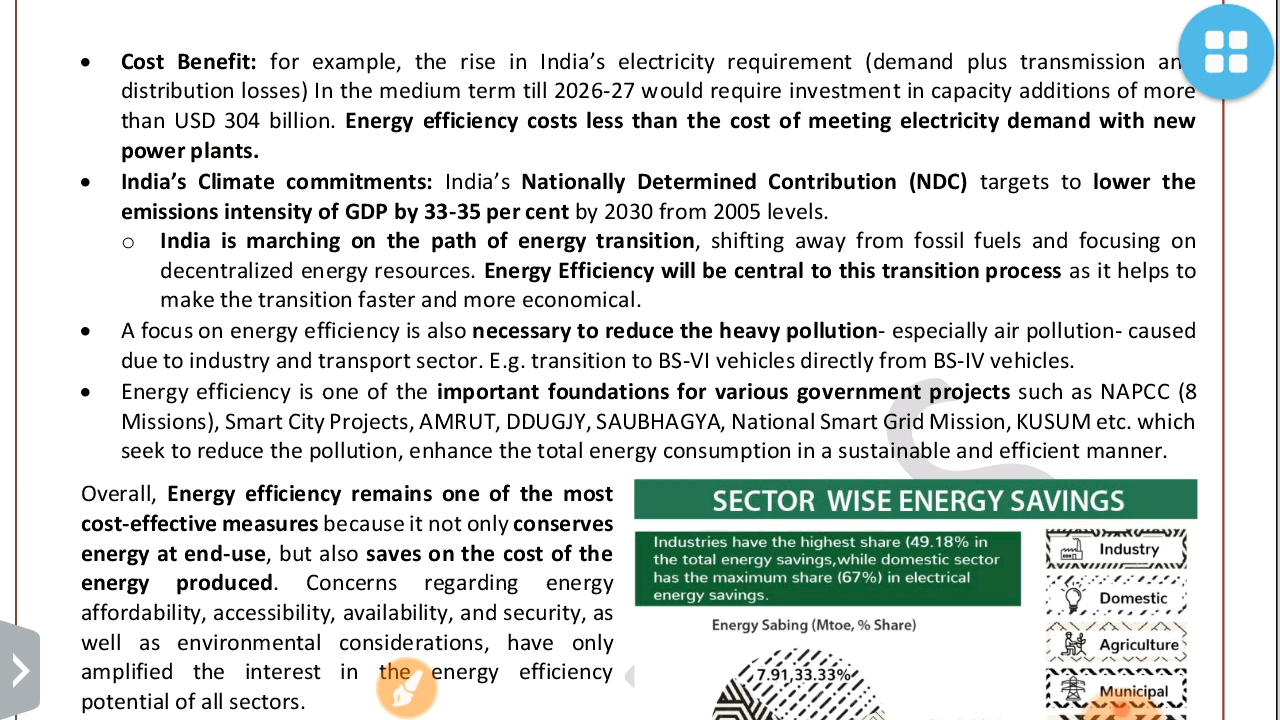 • Cost Benefit: for example, the rise in India’s electricity requirement (demand plus transmission an
distribution losses) In the medium term till 2026-27 would require investment in capacity additions of more
than USD 304 billion. Energy efficiency costs less than the cost of meeting electricity demand with new
power plants.
• India’s Climate commitments: India’s Nationally Determined Contribution (NDC) targets to lower the
emissions intensity of GDP by 33-35 per cent by 2030 from 2005 levels.
o India is marching on the path of energy transition, shifting away from fossil fuels and focusing on
decentralized energy resources. Energy Efficiency will be central to this transition process as it helps to
make the transition faster and more economical.
• A focus on energy efficiency is also necessary to reduce the heavy pollution- especially air pollution- caused
due to industry and transport sector. E.g. transition to BS-VI vehicles directly from BS-IV vehicles.
• Energy efficiency is one of the important foundations for various government projects such as NAPCC (8
Missions), Smart City Projects, AMRUT, DDUGJY, SAUBHAGYA, National Smart Grid Mission, KUSUM etc. which
seek to reduce the pollution, enhance the total energy consumption in a sustainable and efficient manner.
Overall, Energy efficiency remains one of the most
cost-effective measures because it not only conserves
energy at end-use, but also saves on the cost of the
energy produced. Concerns regarding energy
affordability, accessibility, availability, and security, as
well as environmental considerations, have only
amplified the interest in the energy efficiency
potential of all sectors.
SECTOR WISE ENERGY SAVINGS
Industries have the highest share (49.18% in
the total energy savings,while domestic sector
has the maximum share (67%) in electrical
energy savings.
Energy Sabing (Mtoe, % Share)
7.91,33.33%
Industry
Domestic
Agriculture
Municipal